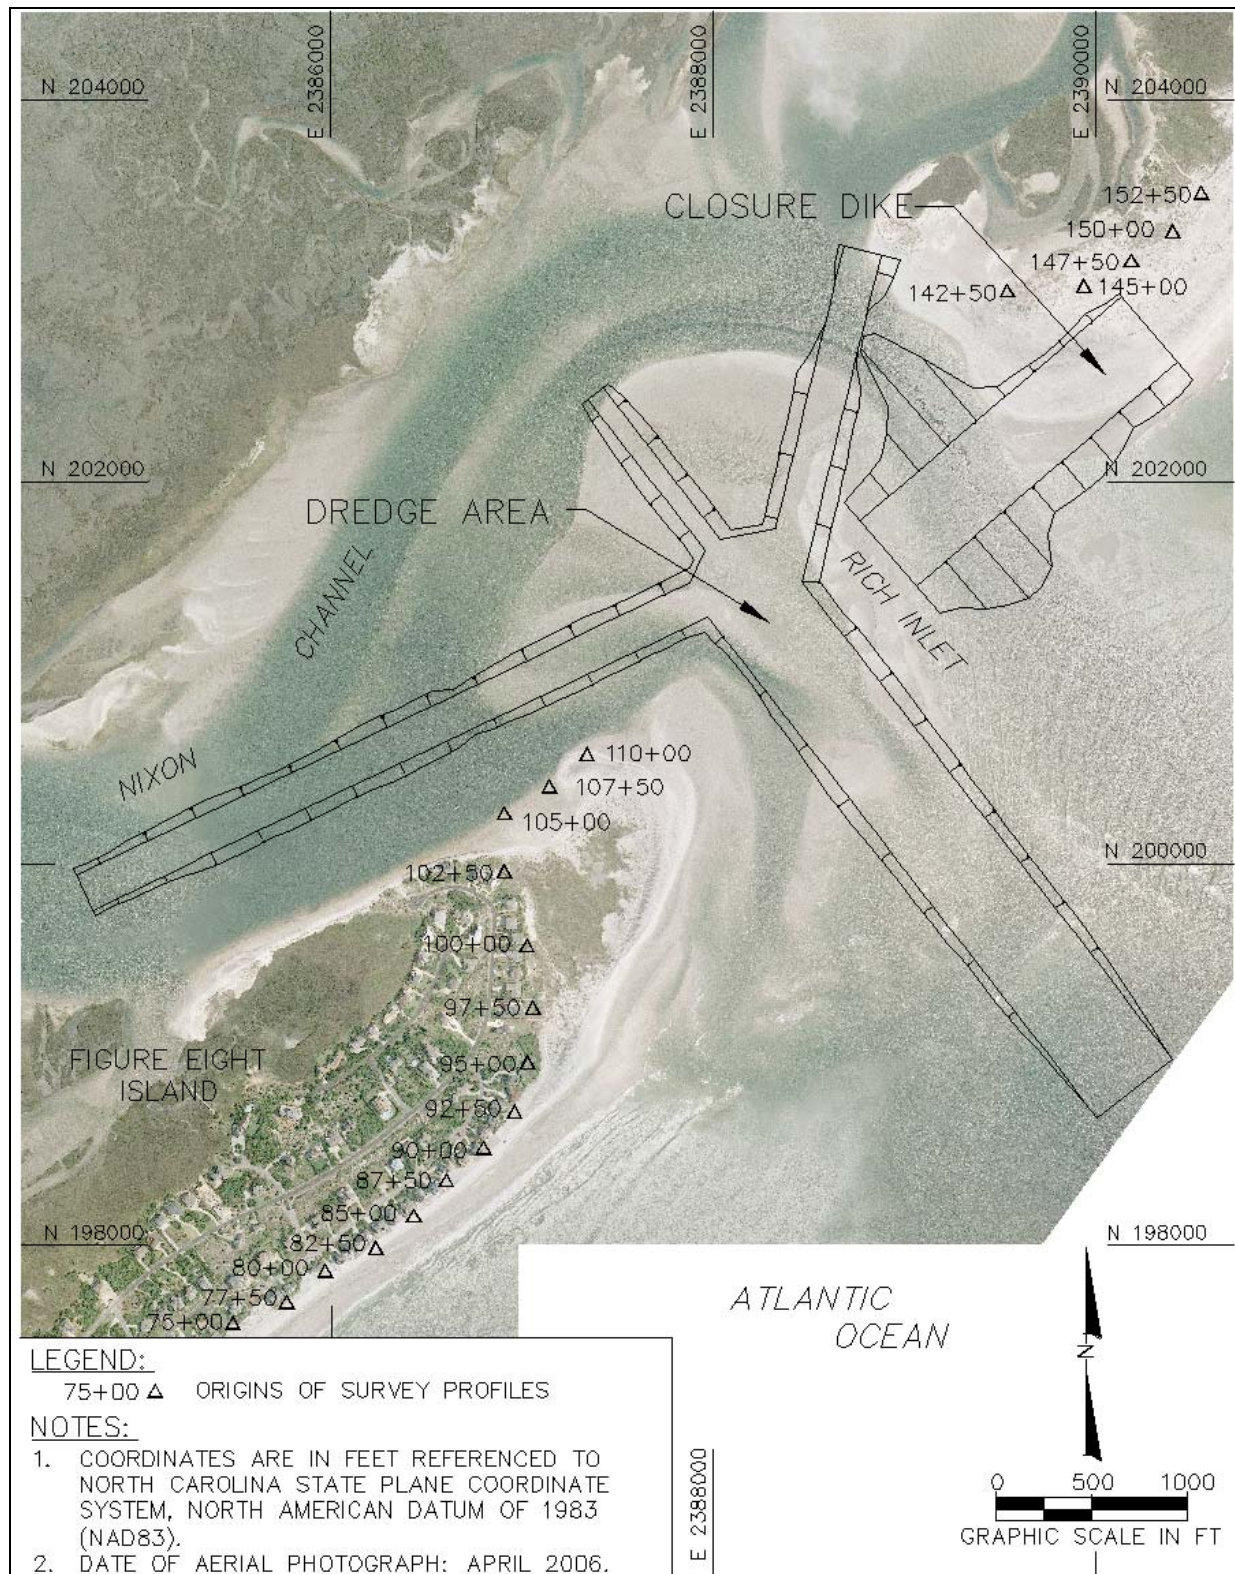 E 2386000
E 2388000
E 2390000
N 204000
N 204000
152+50
CLOSURE DIKE
150+00
147+50
142+50
145+00
N 202000
N 202000
DREDGE AREA
CHANNEL
RICH INLET
NIXON
110+00
107+50
105+00
N 200000
102+50
100+00
97+50
FIGURE EIGHT
ISLAND
95+00
92+50
90+00
87+50
85+00
N 198000
82+50
N 198000
80+00
77+50
75+00
ATLANTIC
OCEAN
N
LEGEND:
75+00 ORIGINS OF SURVEY PROFILES
NOTES:
1. COORDINATES ARE IN FEET REFERENCED TO
NORTH CAROLINA STATE PLANE COORDINATE
SYSTEM, NORTH AMERICAN DATUM OF 1983
(NAD83).
2. DATE OF AERIAL PHOTOGRAPH: APRIL 2006.
E 2388000
0 500 1000
GRAPHIC SCALE IN FT